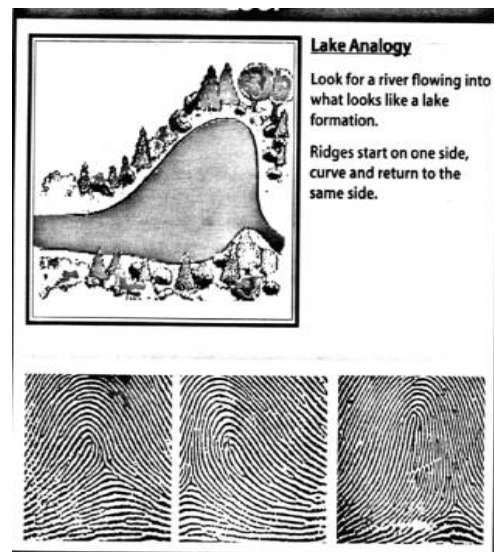 Lake Analogy
Look for a river flowing into
what looks like a lake
formation.
Ridges start on one side,
curve and return to the
same side.